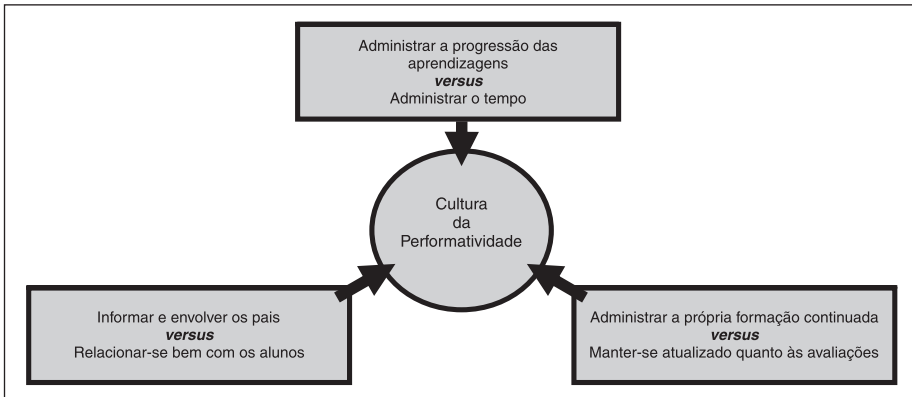 Administrar a progressão das
aprendizagens
versus
Administrar o tempo
Cultura
da
Performatividade
Informar e envolver os pais
versus
Relacionar-se bem com os alunos
Administrar a própria formação continuada
versus
Manter-se atualizado quanto às avaliações